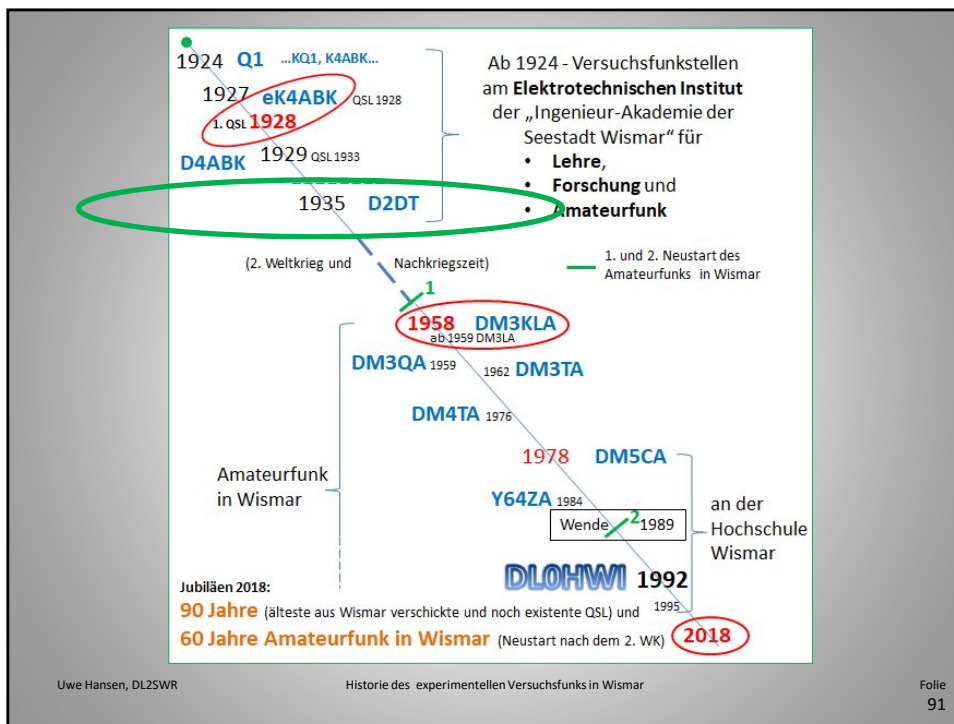 1924 Q1 ...KQ1, K4ABK...
1927 eK4ABK QSL 1928
1. QSL 1928
1929 QSL 1933
D4ABK
1935 D2DT
Ab 1924 - Versuchsfunkstellen
am Elektrotechnischen Institut
der „Ingenieur-Akademie der
Seestadt Wismar“ für
• Lehre,
• Forschung und
• Amateurfunk
(2. Weltkrieg und Nachkriegszeit)
1. und 2. Neustart des
Amateurfunks in Wismar
1
1958 DM3KLA
ab 1959 DM3LA
DM3QA 1959
1962 DM3TA
DM4TA 1976
1978 DM5CA
Amateurfunk
in Wismar
Y64ZA 1984
Wende 2 1989
an der
Hochschule
Wismar
DL0HWI 1992
1995
Jubiläen 2018:
90 Jahre (älteste aus Wismar verschickte und noch existente QSL) und
60 Jahre Amateurfunk in Wismar (Neustart nach dem 2. WK) 2018
Uwe Hansen, DL2SWR Historie des experimentellen Versuchsfunks in Wismar Folie
91